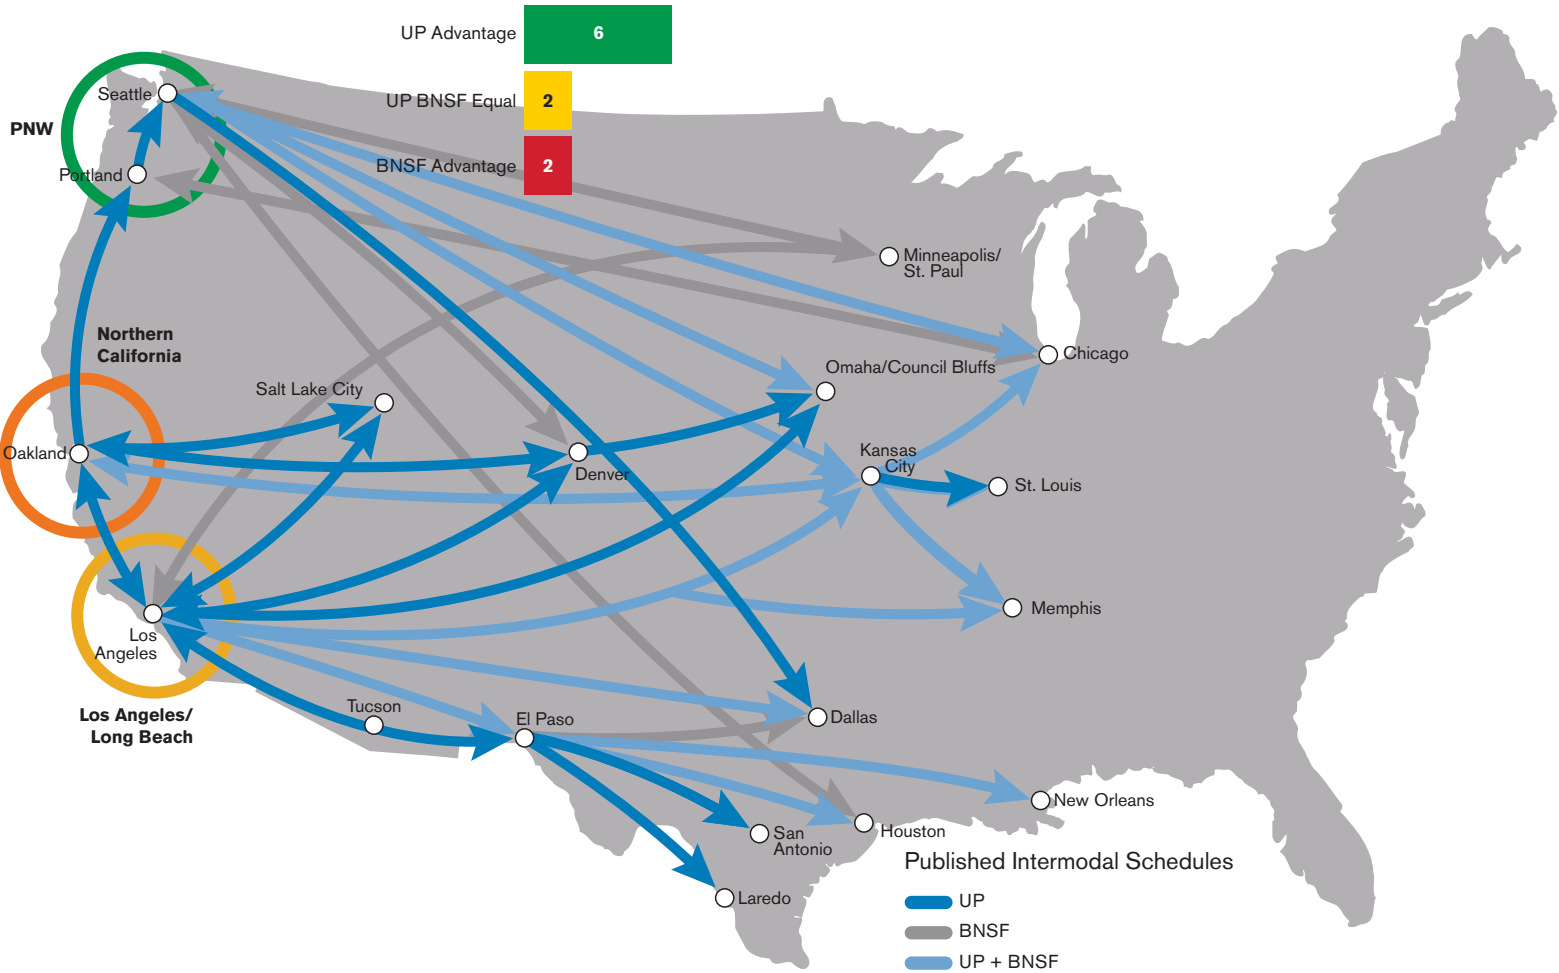 UP Advantage
6
UP BNSF Equal
2
BNSF Advantage
2
Seattle
PNW
Portland
Minneapolis/
St. Paul
Northern
California
Chicago
Omaha/Council Bluffs
Salt Lake City
Oakland
Kansas
City
Denver
St. Louis
Memphis
Los
Angeles
Los Angeles/
Long Beach
Tucson
El Paso
Dallas
New Orleans
San
Antonio
Houston
Laredo
Published Intermodal Schedules
UP
BNSF
UP + BNSF